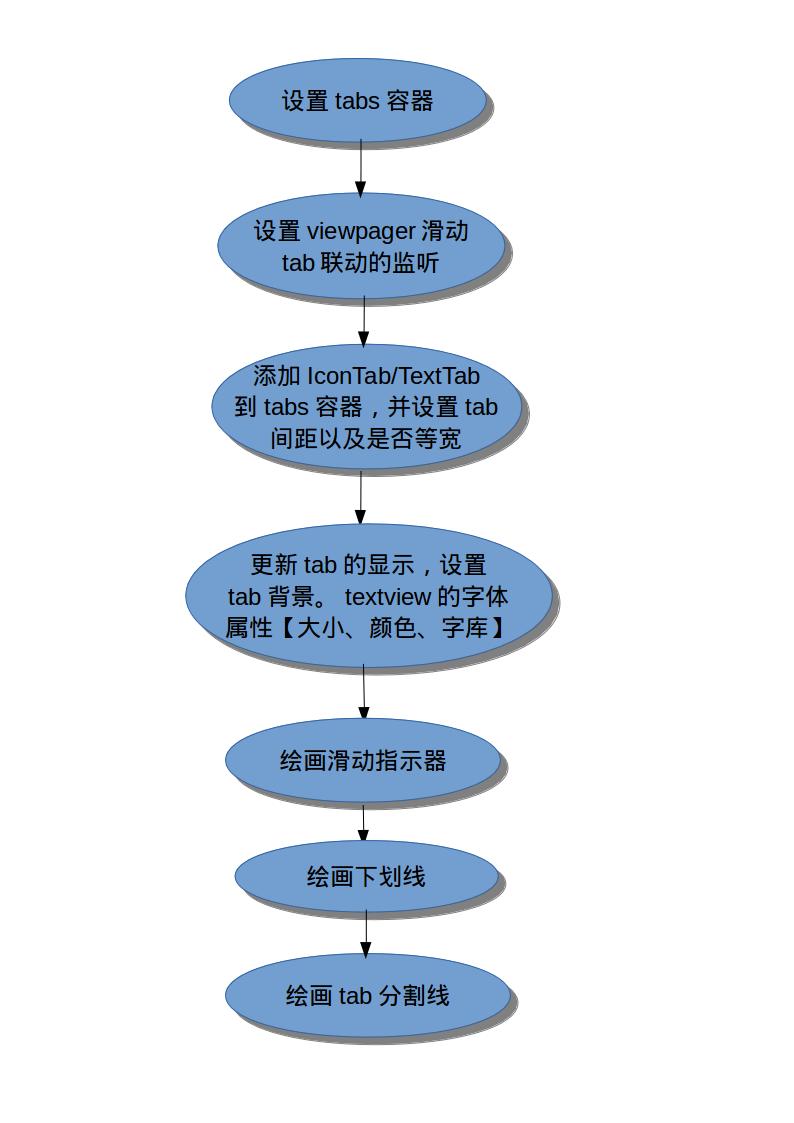 设置 tabs 容器
设置 viewpager 滑动
tab 联动的监听
添加 IconTab/TextTab
到 tabs 容器，并设置 tab
间距以及是否等宽
更新 tab 的显示，设置
tab 背景。 textview 的字体
属性【大小、颜色、字库】
绘画滑动指示器
绘画下划线
绘画 tab 分割线